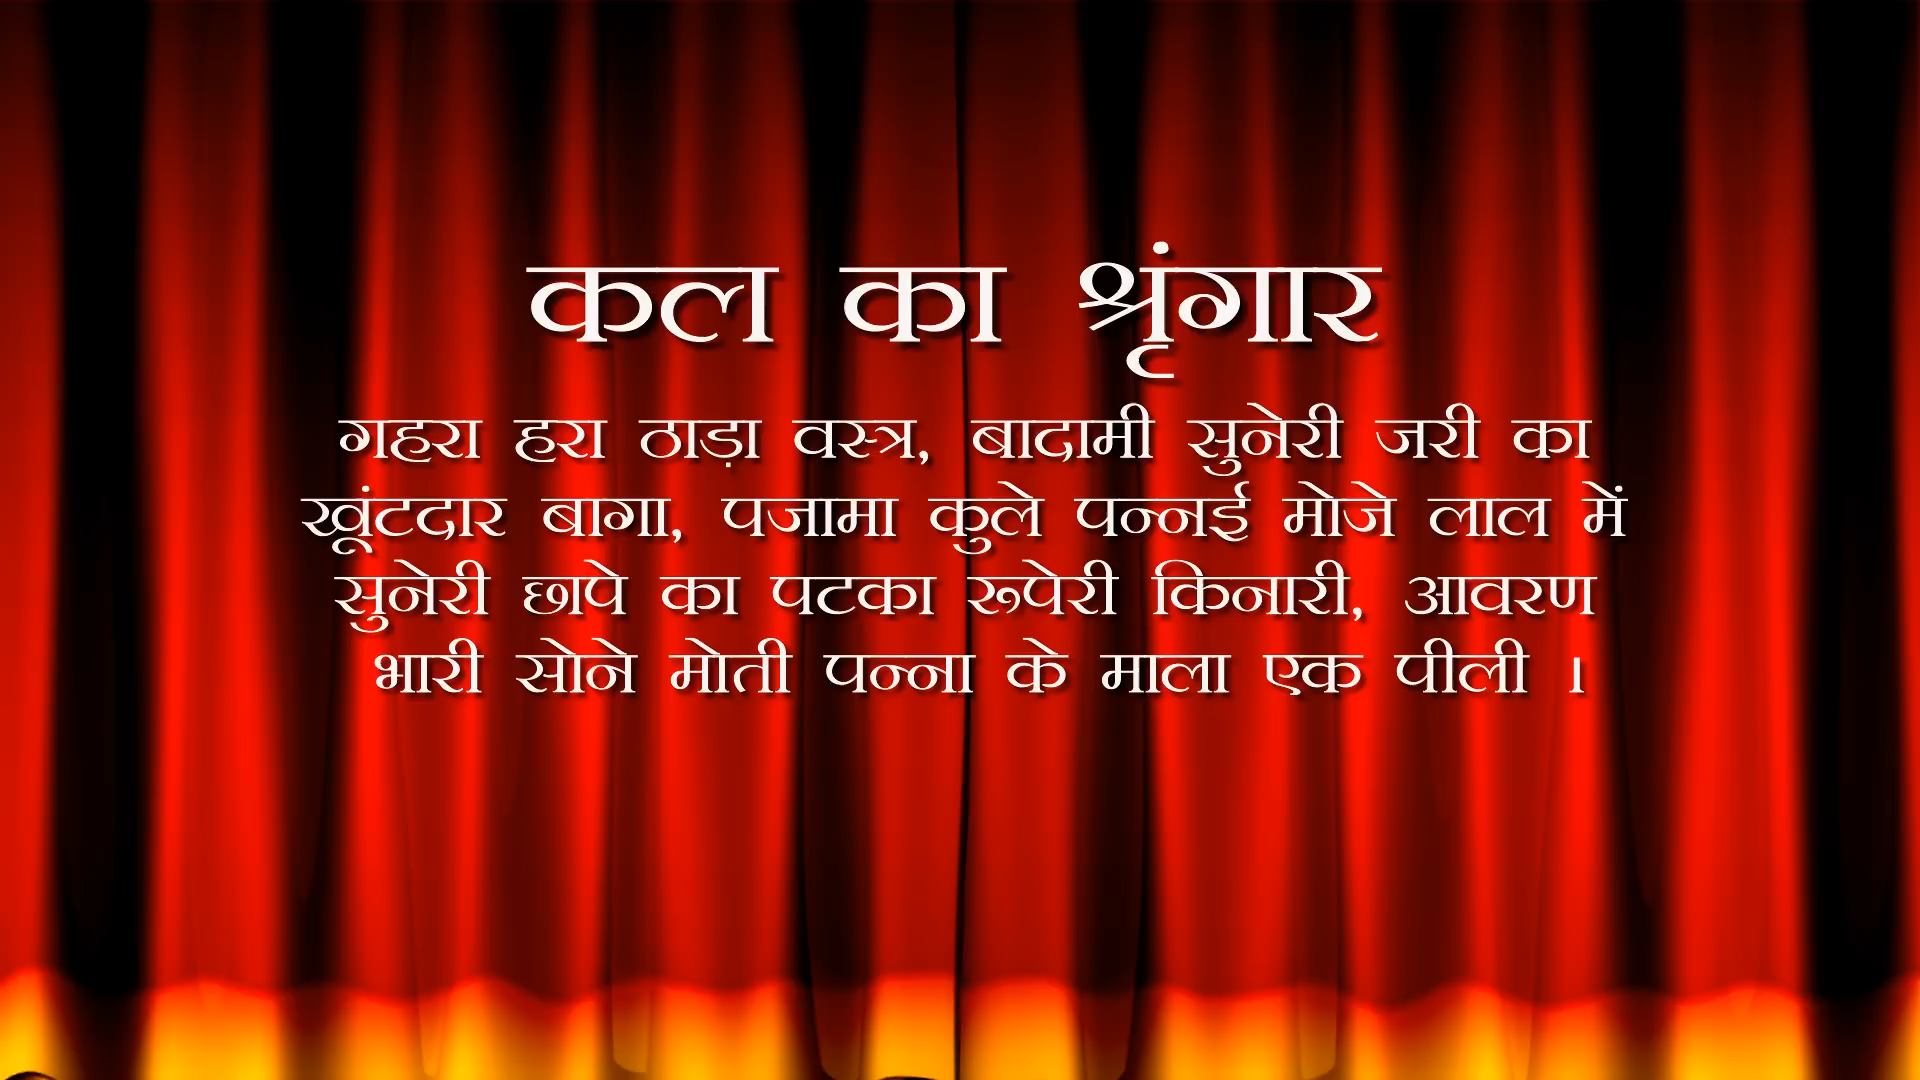 कल का श्रृंगार
गहरा हरा ठाड़ा वस्त्र, बादामी सुनेरी जरी का
खूंटदार बागा, पजामा कुले पन्नई मोजे लाल में
सुनेरी छापे का पटका रूपेरी किनारी, आवरण
भारी सोने मोती पन्ना के माला एक पीली ।